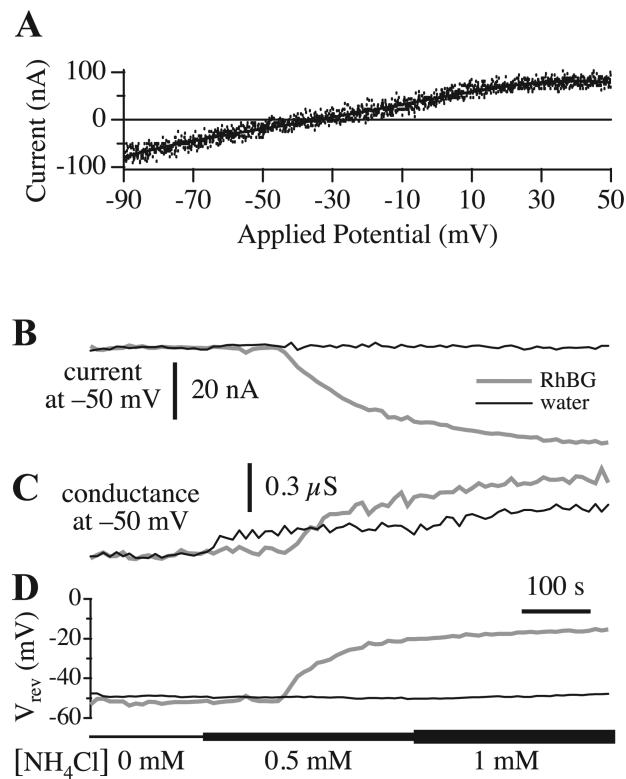 A
Current (nA)
100
0
-100
-90 -70 -50 -30 -10 10 30 50
Applied Potential (mV)
B
current
at –50 mV
20 nA
RhBG
water
C
conductance
at –50 mV
0.3 µS
D
100 s
Vrev (mV)
0
-20
-40
-60
[NH4Cl] 0 mM 0.5 mM 1 mM